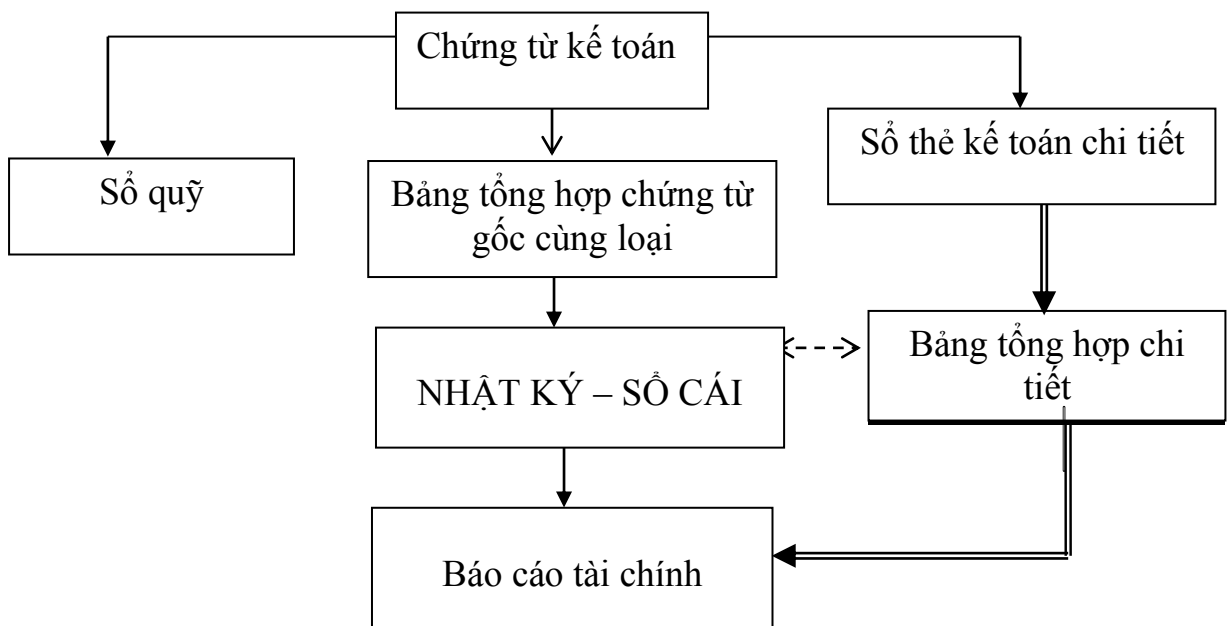 Chứng từ kế toán
Sổ thẻ kế toán chi tiết
Sổ quỹ
Bảng tổng hợp chứng từ
gốc cùng loại
Bảng tổng hợp chi
tiết
NHẬT KÝ – SỔ CÁI
Báo cáo tài chính